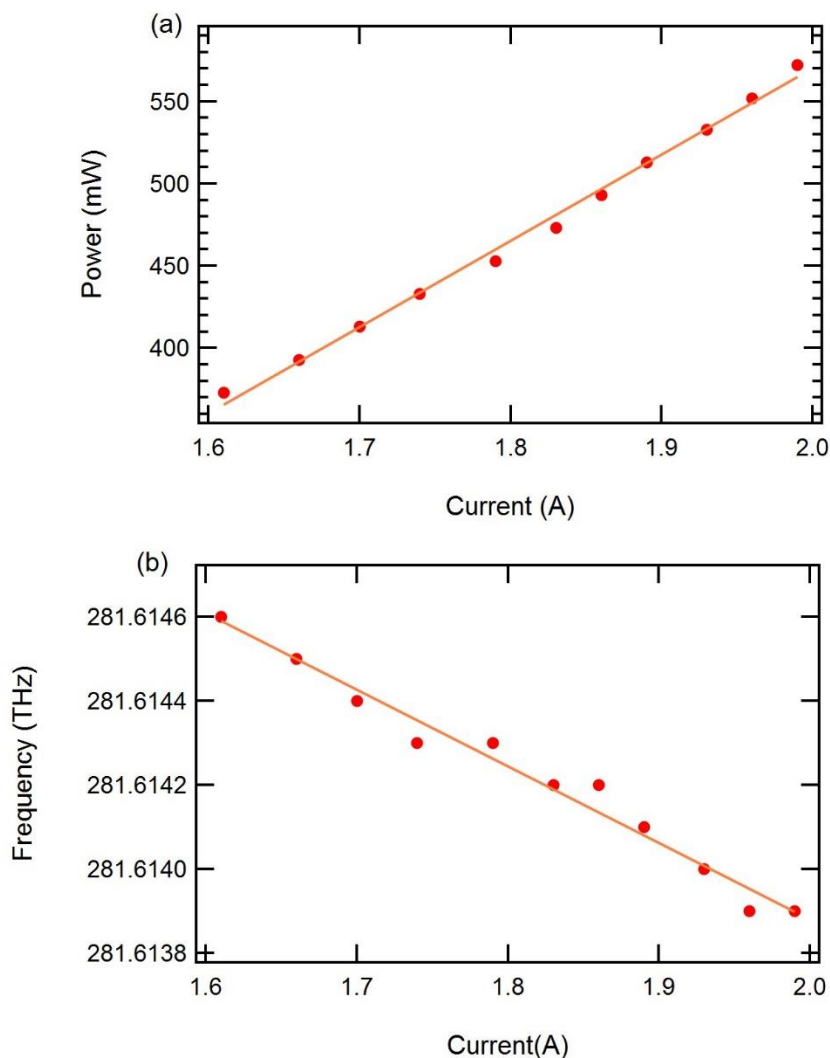 (a)
Power (mW)
550
500
450
400
1.6 1.7 1.8 1.9 2.0
Current (A)
(b)
Frequency (THz)
281.6146
281.6144
281.6142
281.6140
281.6138
1.6 1.7 1.8 1.9 2.0
Current(A)